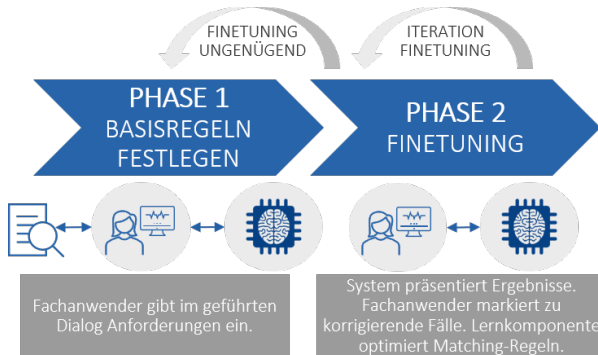 FINETUNING
UNGENÜGEND
ITERATION
FINETUNING
PHASE 1
BASISREGELN
FESTLEGEN
PHASE 2
FINETUNING
Fachanwender gibt im geführten
Dialog Anforderungen ein.
System präsentiert Ergebnisse.
Fachanwender markiert zu
korrigierende Fälle. Lernkomponente
optimiert Matching-Regeln.